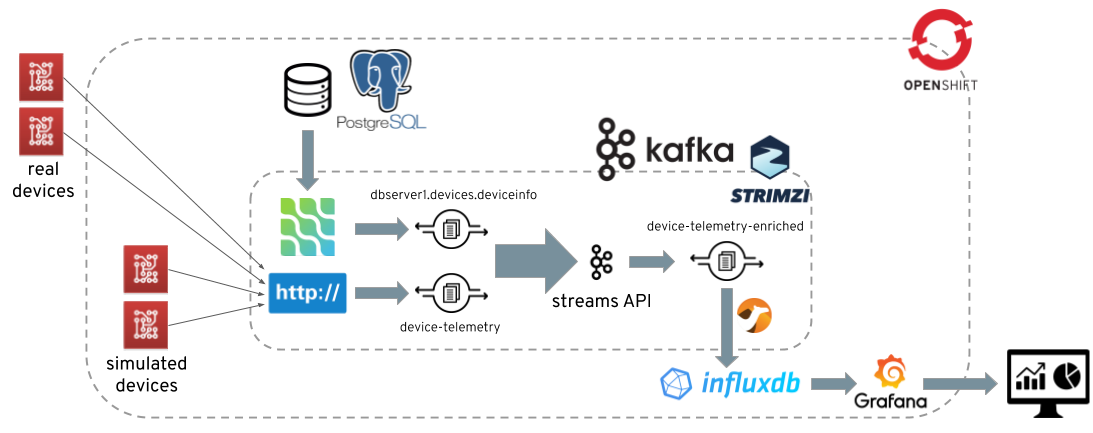 OPENSHIFT
PostgreSQL
real
devices
kafka
STRIMZI
dbserver1.devices.deviceinfo
device-telemetry-enriched
http://
streams API
device-telemetry
simulated
devices
influxdb
Grafana